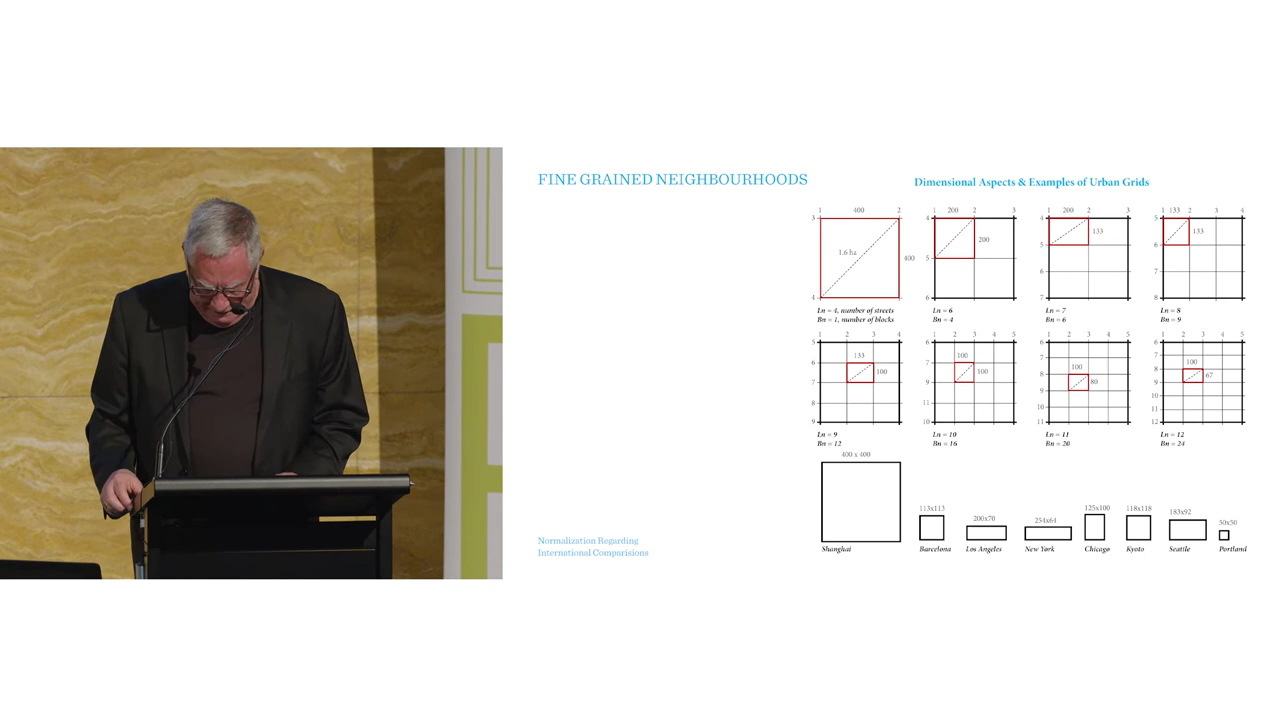 FINE GRAINED NEIGHBOURHOODS
Dimensional Aspects & Examples of Urban Grids
1 400 2
1 200 2 3
1 200 2 3
1 133 2 3 4
3
4
1.6 ha
400
4
5
6
200
4
5
6
7
133
5
6
7
8
133
Ln = 4, number of streets
Bn = 1, number of blocks
Ln = 6
Bn = 4
Ln = 7
Bn = 6
Ln = 8
Bn = 9
1 2 3 4
1 2 3 4 5
1 2 3 4 5
1 2 3 4 5
5
6
7
8
9
133
100
6
7
9
11
10
100
100
6
7
8
9
10
11
100
80
6
7
8
9
10
11
12
100
67
Ln = 9
Bn = 12
Ln = 10
Bn = 16
Ln = 11
Bn = 20
Ln = 12
Bn = 24
400 x 400
113x113
200x70
254x64
125x100
118x118
183x92
50x50
Shanghai
Barcelona
Los Angeles
New York
Chicago
Kyoto
Seattle
Portland
Normalization Regarding
International Comparisions